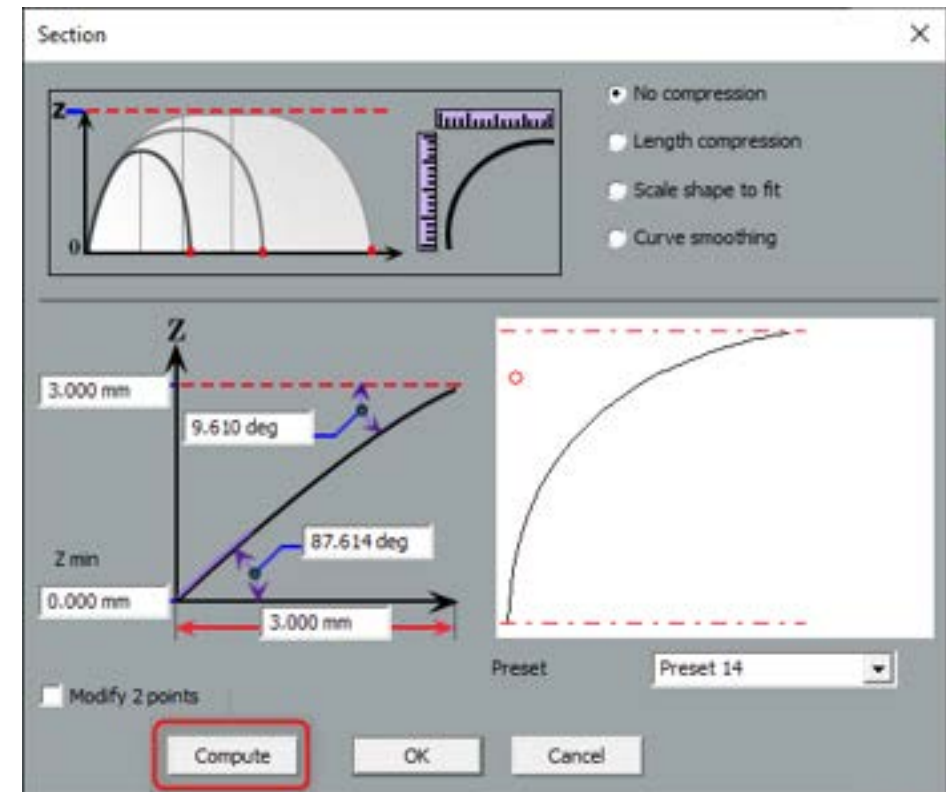 Section
Z
0
No compression
Length compression
Scale shape to fit
Curve smoothing
Z
3.000 mm
9.610 deg
87.614 deg
Z min
0.000 mm
3.000 mm
Preset
Preset 14
Modify 2 points
Compute
OK
Cancel